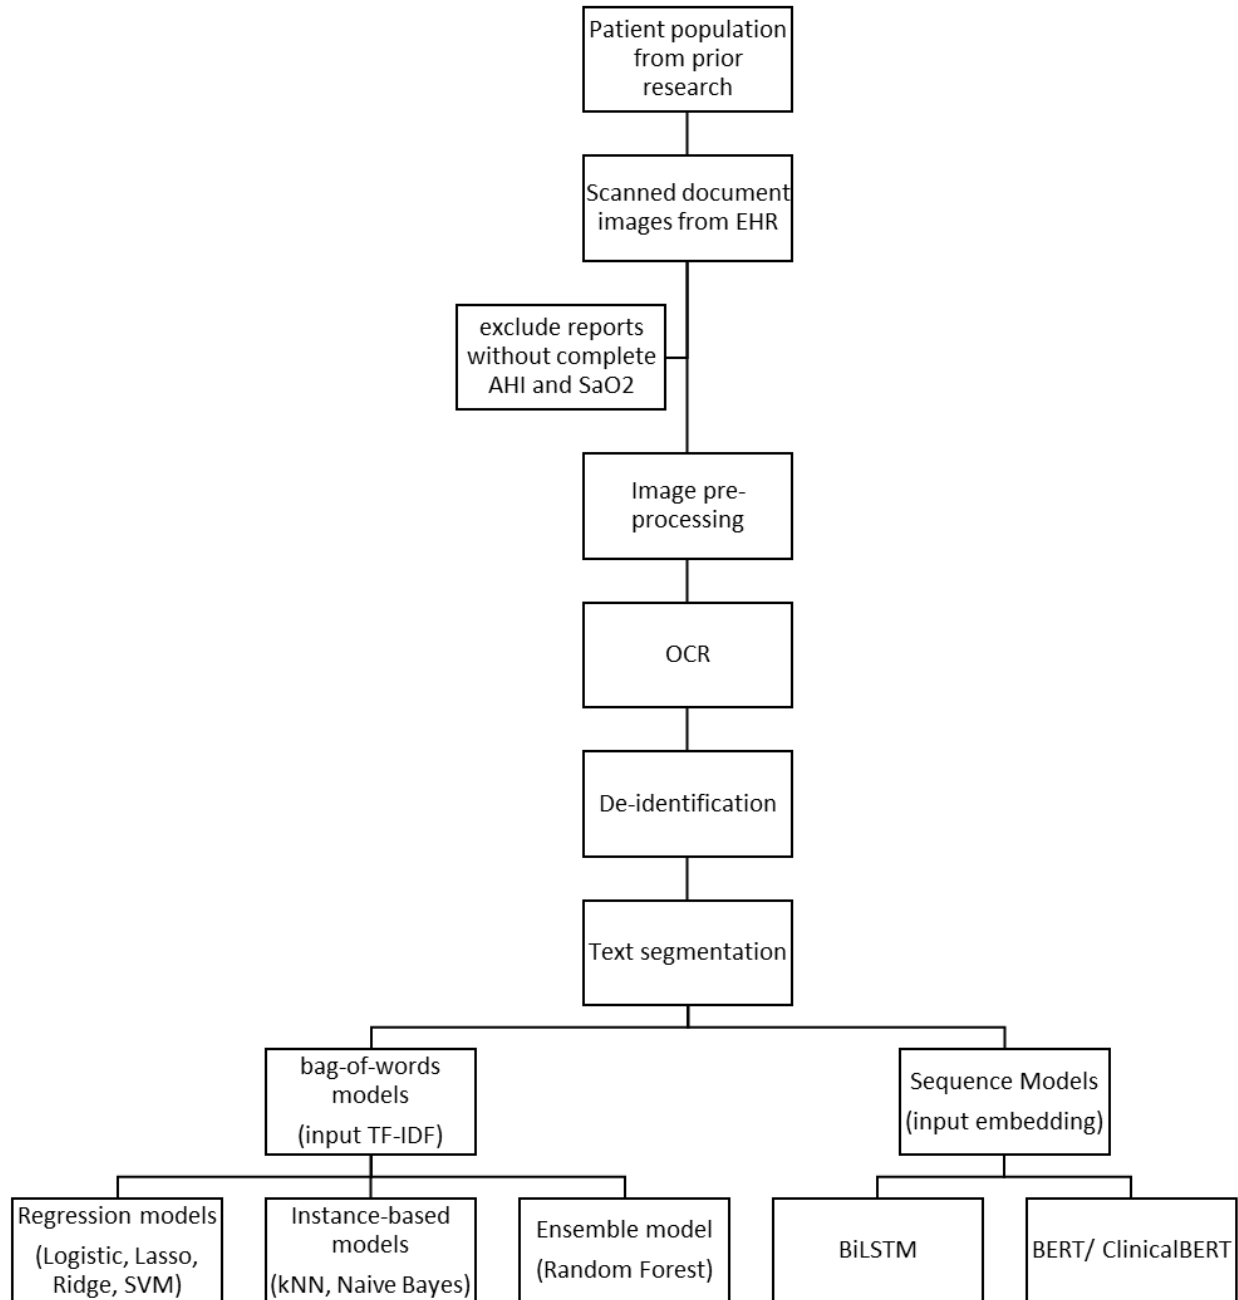 Patient population
from prior
research
Scanned document
images from EHR
exclude reports
without complete
AHI and SaO2
Image pre-
processing
OCR
De-identification
Text segmentation
bag-of-words
models
(input TF-IDF)
Sequence Models
(input embedding)
Regression models
(Logistic, Lasso,
Ridge, SVM)
Instance-based
models
(kNN, Naive Bayes)
Ensemble model
(Random Forest)
BiLSTM
BERT/ ClinicalBERT